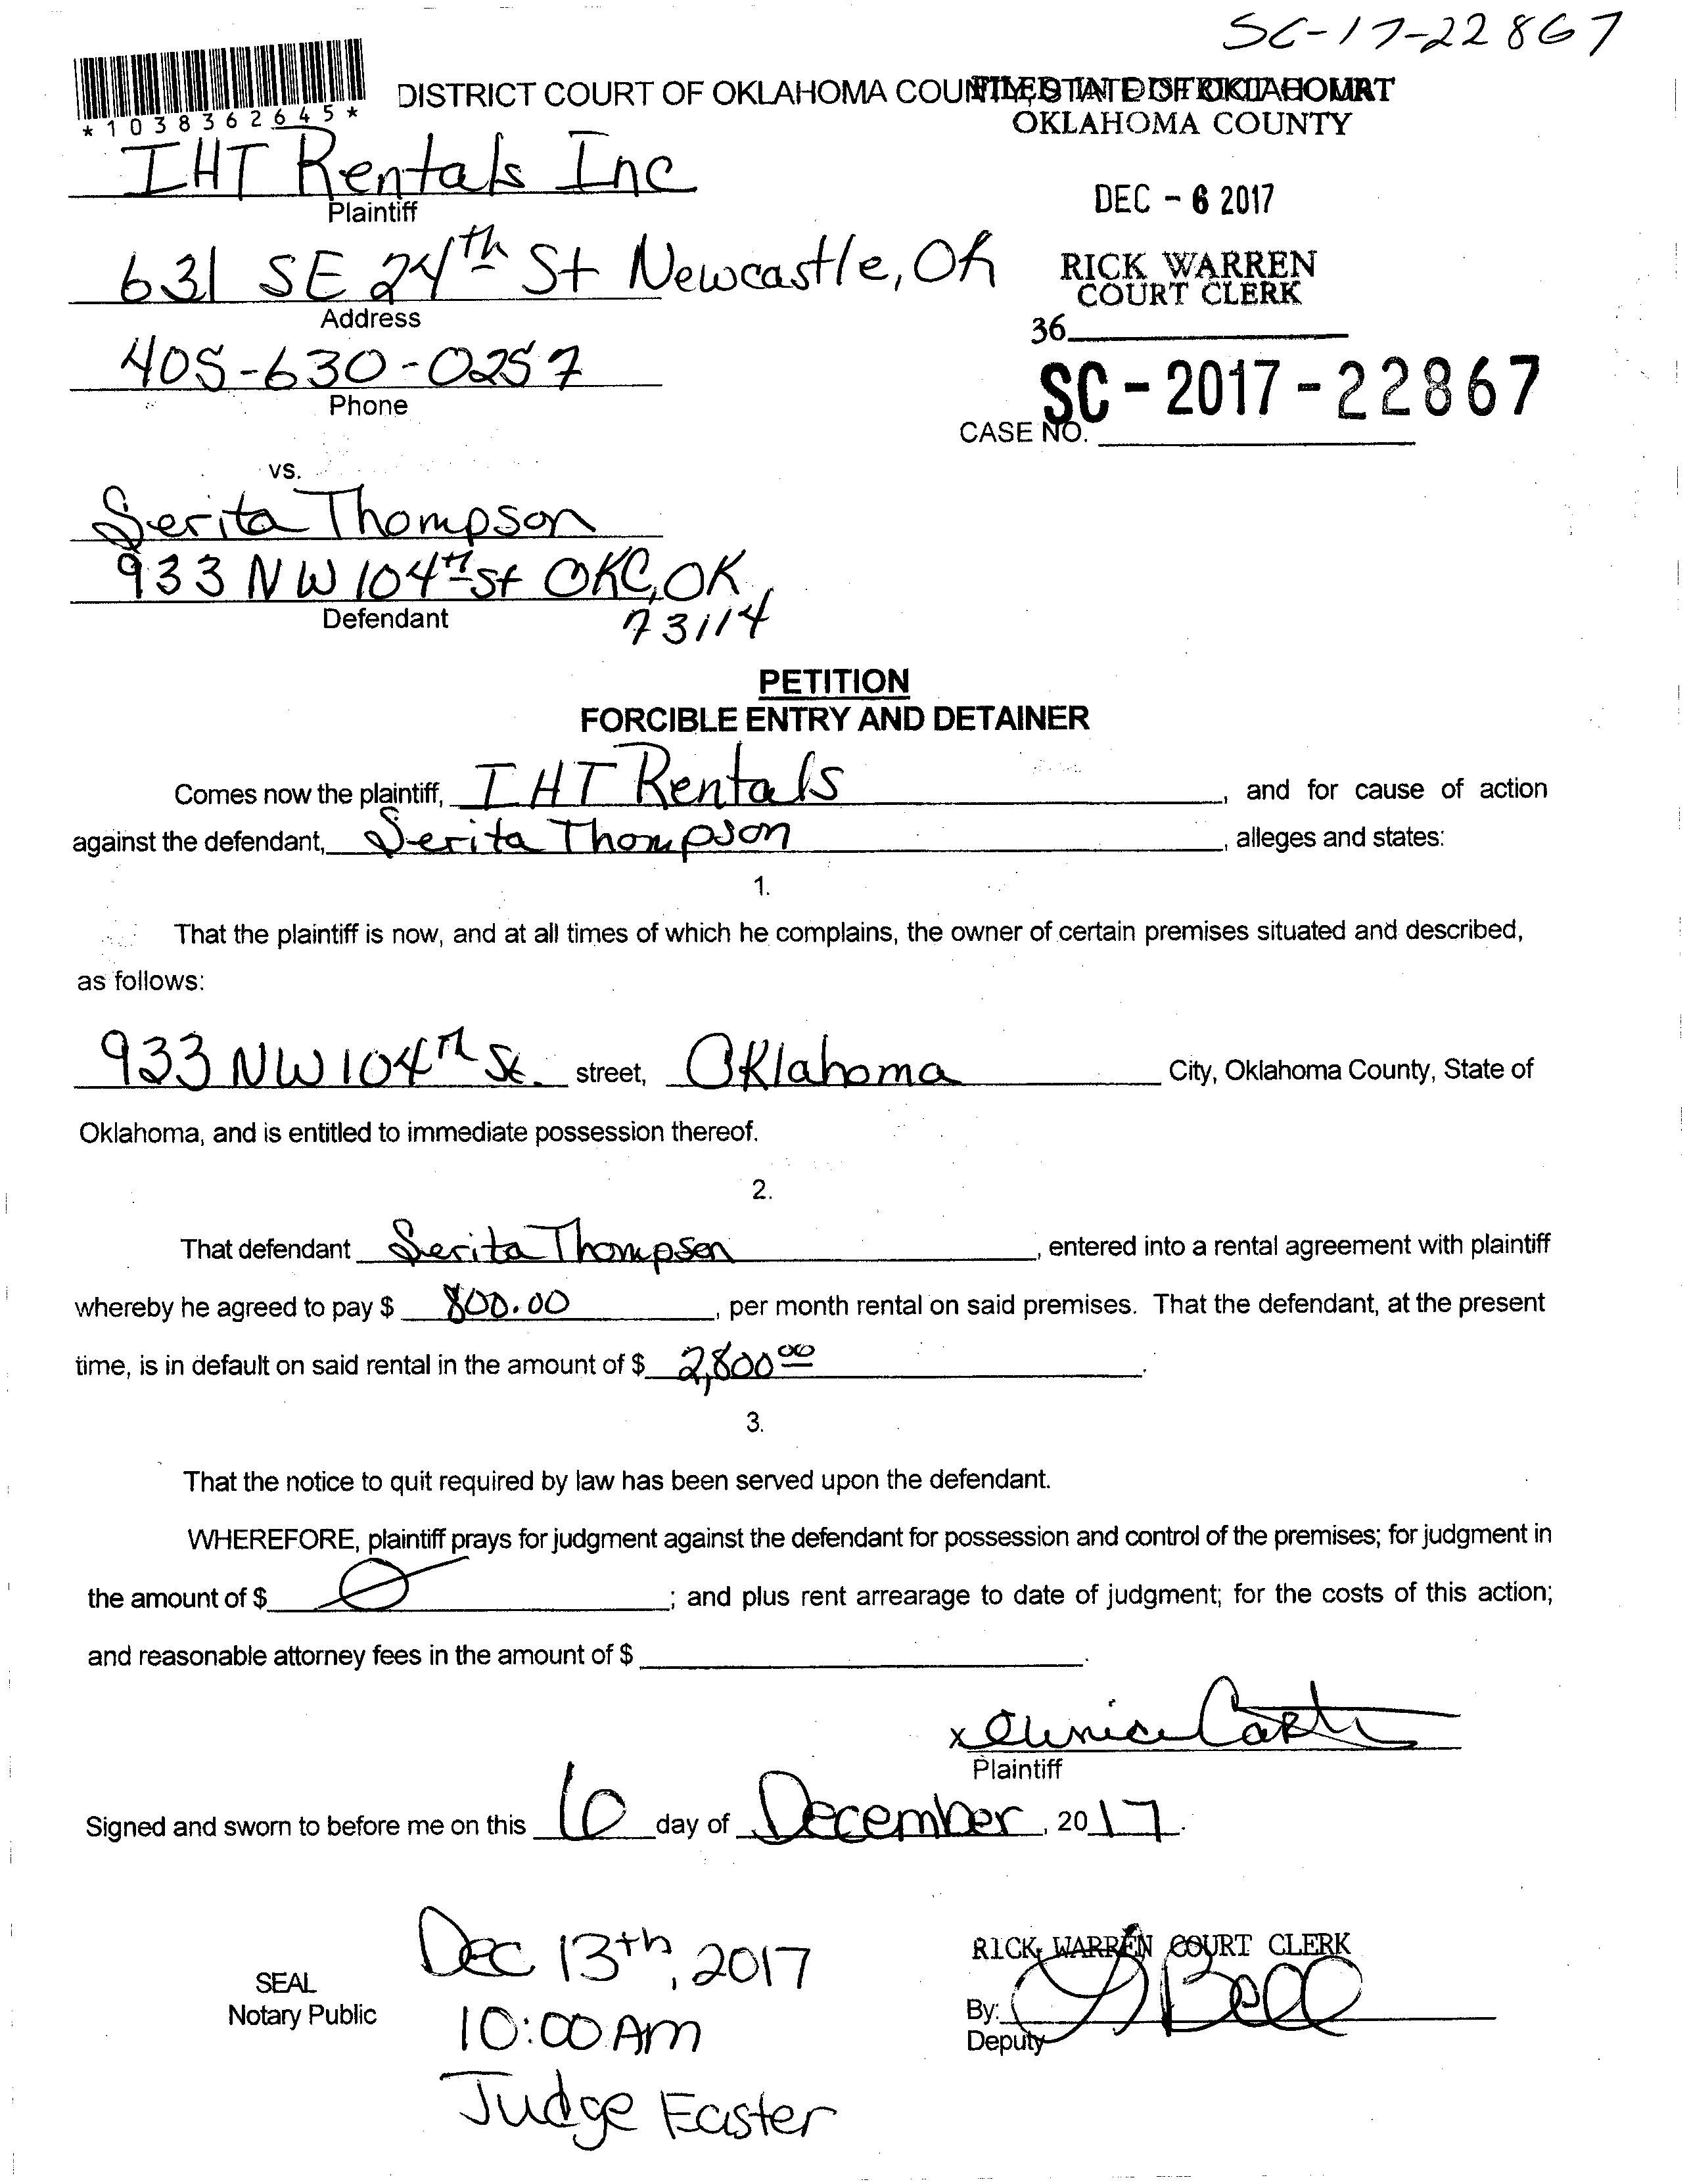 SC-17-22867
*1038362645*
DISTRICT COURT OF OKLAHOMA COUNTY, STATE OF OKLAHOMA
FILED IN DISTRICT COURT
OKLAHOMA COUNTY
IHT Rentals Inc
Plaintiff
DEC - 6 2017
631 SE 24th St Newcastle, OK
Address
RICK WARREN
COURT CLERK
36
405-630-0257
Phone
SC - 2017 - 22867
CASE NO.
vs.
Serita Thompson
933 NW 104th St OKC, OK
73114
Defendant
PETITION
FORCIBLE ENTRY AND DETAINER
Comes now the plaintiff, IHT Rentals, and for cause of action
against the defendant, Serita Thompson, alleges and states:
1.
That the plaintiff is now, and at all times of which he complains, the owner of certain premises situated and described,
as follows:
933 NW 104th St. street, Oklahoma City, Oklahoma County, State of
Oklahoma, and is entitled to immediate possession thereof.
2.
That defendant Serita Thompson, entered into a rental agreement with plaintiff
whereby he agreed to pay $ 800.00, per month rental on said premises. That the defendant, at the present
time, is in default on said rental in the amount of $ 2,800 00.
3.
That the notice to quit required by law has been served upon the defendant.
WHEREFORE, plaintiff prays for judgment against the defendant for possession and control of the premises; for judgment in
the amount of $ Ø; and plus rent arrearage to date of judgment; for the costs of this action;
and reasonable attorney fees in the amount of $ .
x
Plaintiff
Signed and sworn to before me on this 6 day of December, 2017.
Dec 13th, 2017
10:00 AM
Judge Easter
SEAL
Notary Public
RICK WARREN COURT CLERK
By: Bell
Deputy